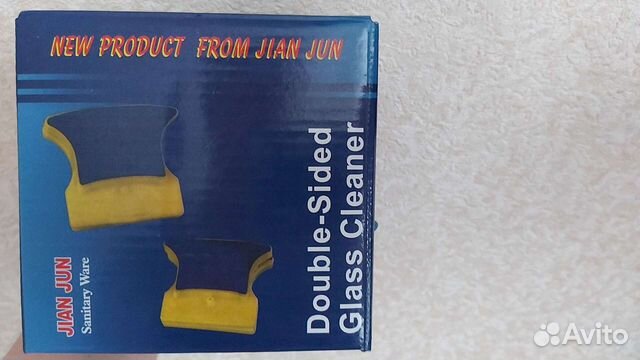 NEW PRODUCT FROM JIAN JUN
JIAN JUN
Sanitary Ware
Double-Sided
Glass Cleaner
Avito